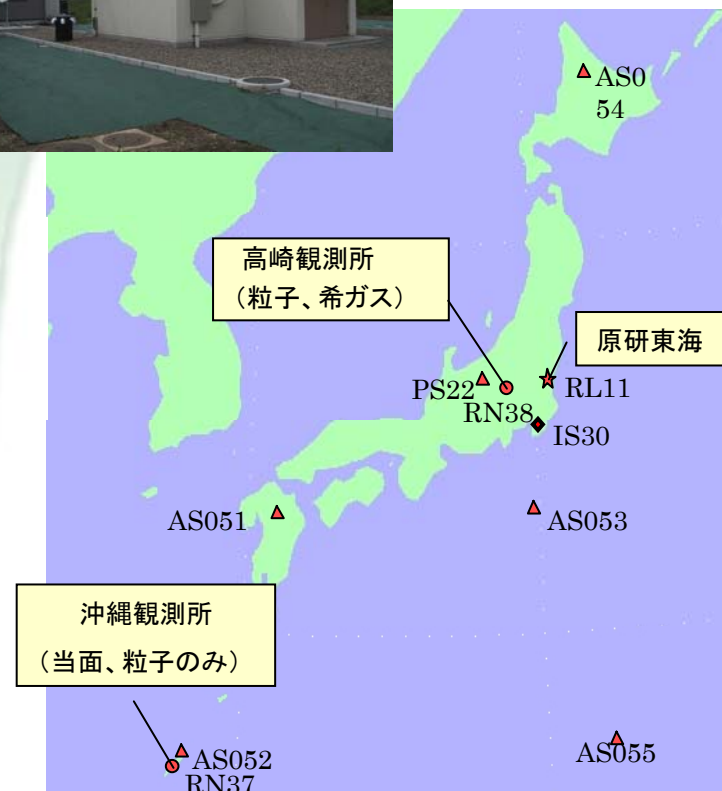 AS0
54
高崎観測所
（粒子、希ガス）
原研東海
PS22
RL11
RN38
IS30
AS051
AS053
沖縄観測所
（当面、粒子のみ）
AS052
RN37
AS055